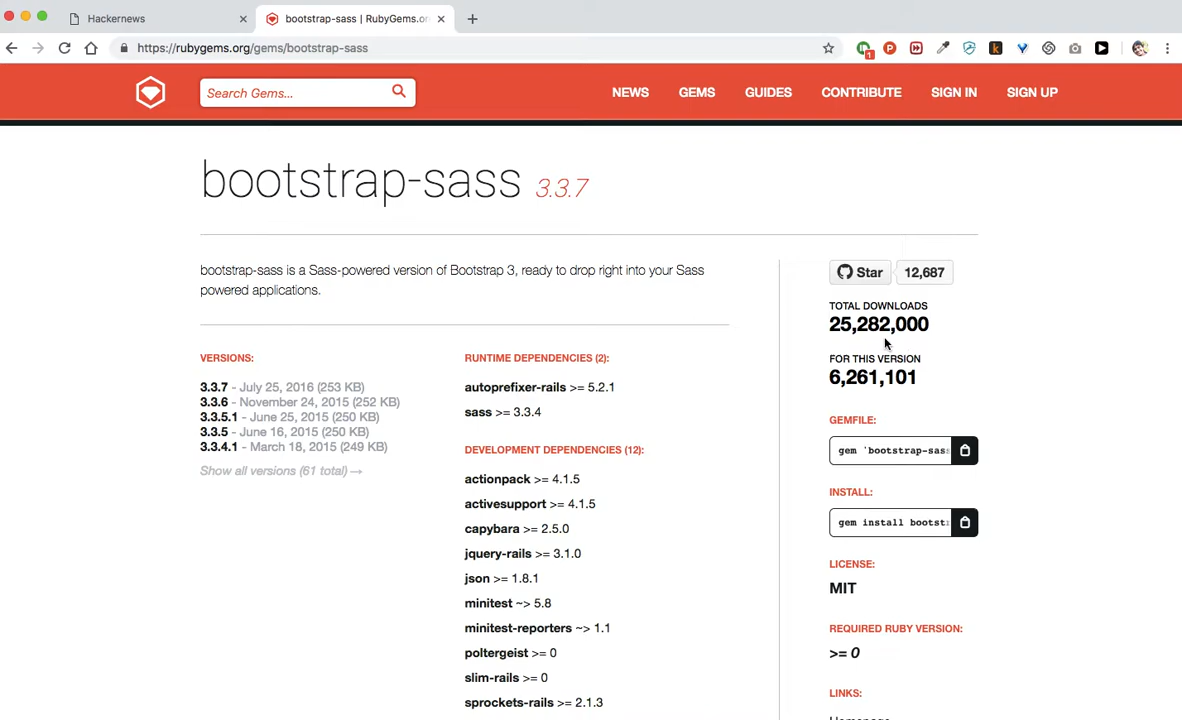 Hackernews
bootstrap-sass | RubyGems.or
https://rubygems.org/gems/bootstrap-sass
1
Search Gems...
NEWS
GEMS
GUIDES
CONTRIBUTE
SIGN IN
SIGN UP
bootstrap-sass 3.3.7
bootstrap-sass is a Sass-powered version of Bootstrap 3, ready to drop right into your Sass
powered applications.
VERSIONS:
3.3.7 - July 25, 2016 (253 KB)
3.3.6 - November 24, 2015 (252 KB)
3.3.5.1 - June 25, 2015 (250 KB)
3.3.5 - June 16, 2015 (250 KB)
3.3.4.1 - March 18, 2015 (249 KB)
Show all versions (61 total) →
RUNTIME DEPENDENCIES (2):
autoprefixer-rails >= 5.2.1
sass >= 3.3.4
DEVELOPMENT DEPENDENCIES (12):
actionpack >= 4.1.5
activesupport >= 4.1.5
capybara >= 2.5.0
jquery-rails >= 3.1.0
json >= 1.8.1
minitest ~> 5.8
minitest-reporters ~> 1.1
poltergeist >= 0
slim-rails >= 0
sprockets-rails >= 2.1.3
Star 12,687
TOTAL DOWNLOADS
25,282,000
FOR THIS VERSION
6,261,101
GEMFILE:
gem 'bootstrap-sass
INSTALL:
gem install bootst
LICENSE:
MIT
REQUIRED RUBY VERSION:
>= 0
LINKS:
Homepage